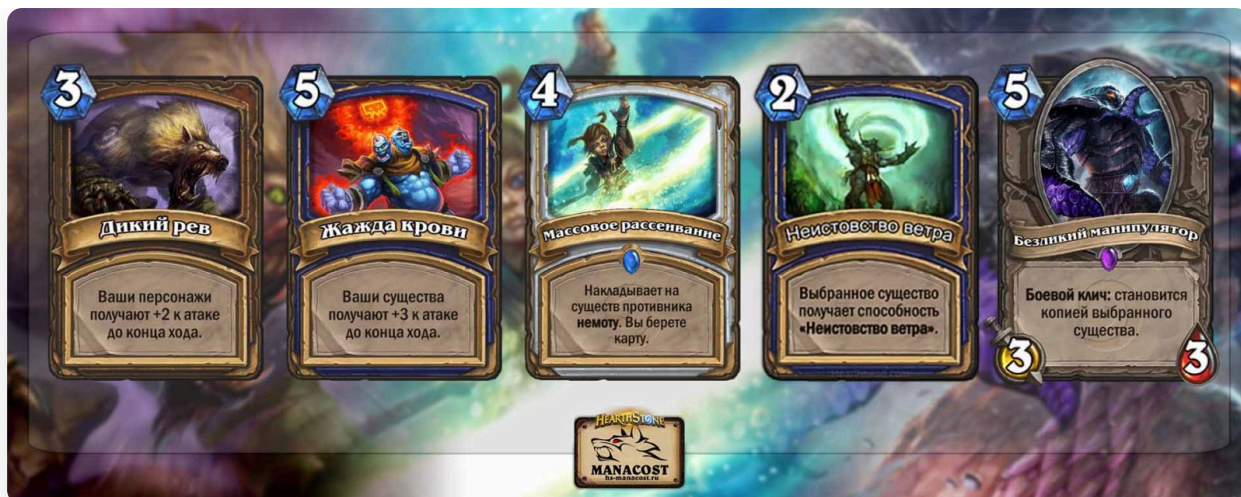 3
Дикий рев
Ваши персонажи
получают +2 к атаке
до конца хода.
5
Жажда крови
Ваши существа
получают +3 к атаке
до конца хода.
4
Массовое рассеивание
Накладывает на
существ противника
немоту. Вы берете
карту.
2
Неистовство ветра
Выбранное существо
получает способность
«Неистовство ветра».
5
Безликий манипулятор
Боевой клич: становится
копией выбранного
существа.
3
3
HEARTHSTONE
MANACOST
hs-manacost.ru